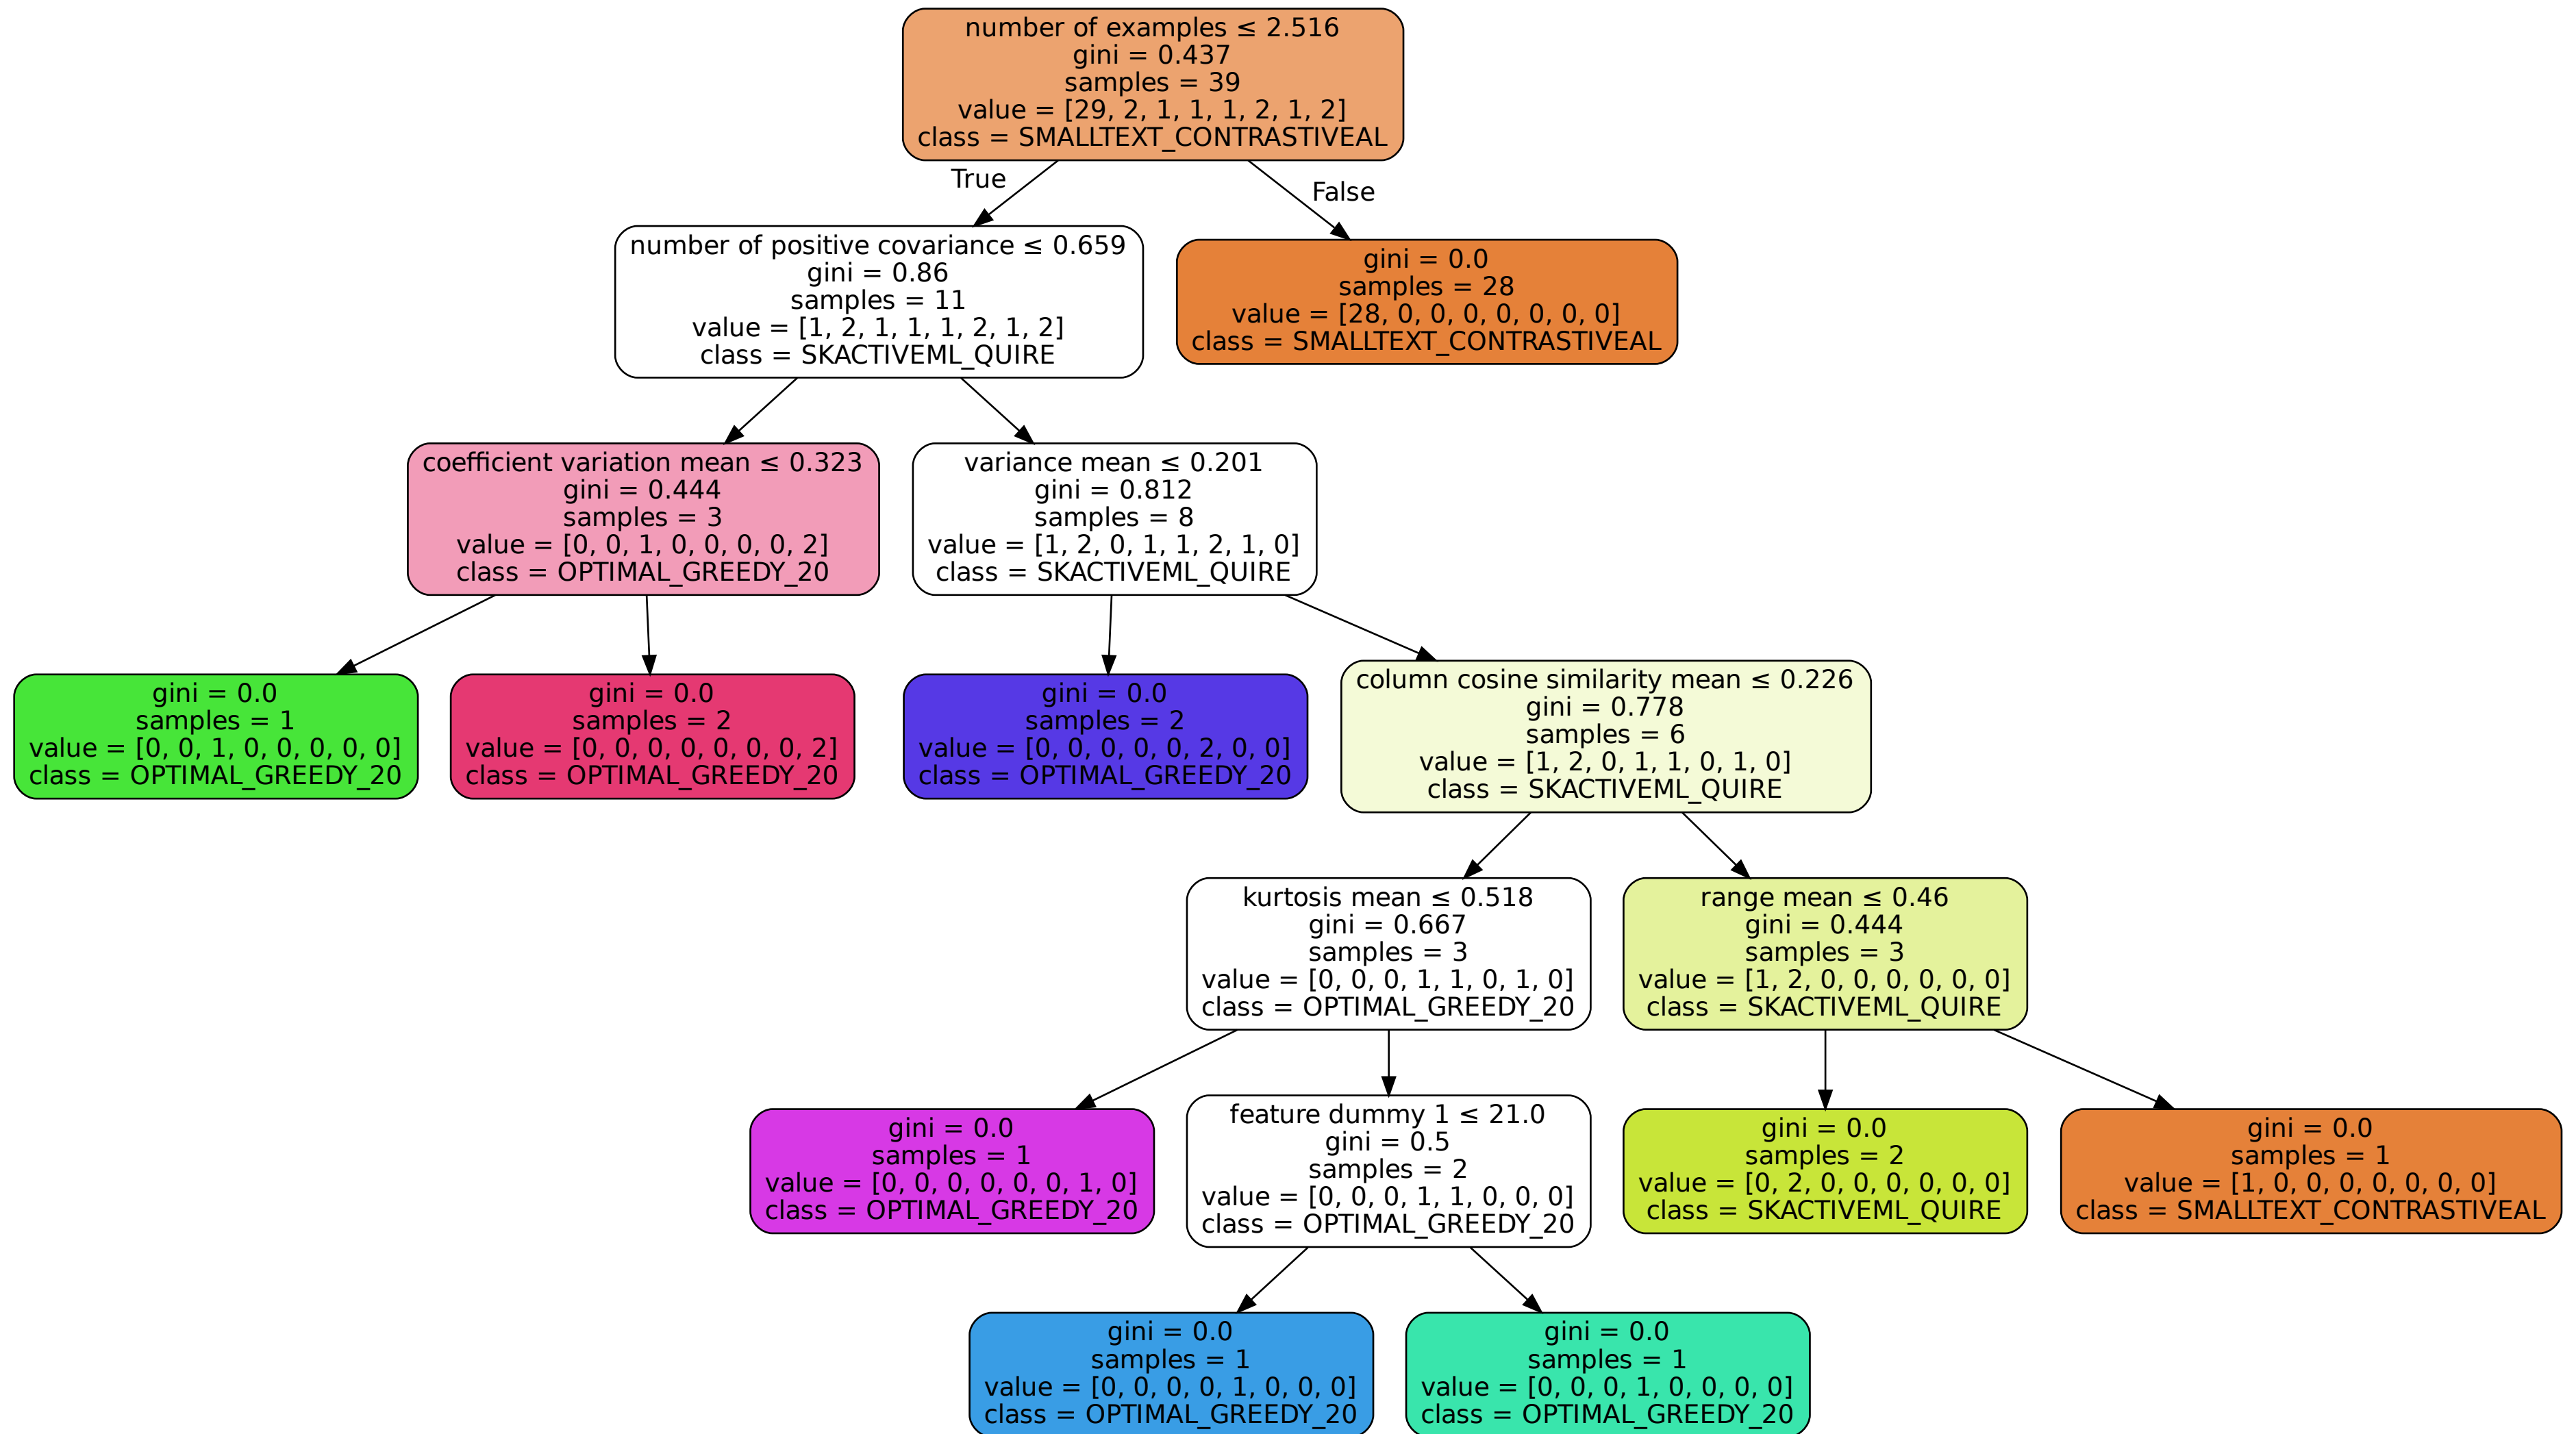 number of examples ≤ 2.516
gini = 0.437
samples = 39
value = [29, 2, 1, 1, 1, 2, 1, 2]
class = SMALLTEXT_CONTRASTIVEAL
True
False
number of positive covariance ≤ 0.659
gini = 0.86
samples = 11
value = [1, 2, 1, 1, 1, 2, 1, 2]
class = SKACTIVEML_QUIRE
gini = 0.0
samples = 28
value = [28, 0, 0, 0, 0, 0, 0, 0]
class = SMALLTEXT_CONTRASTIVEAL
coefficient variation mean ≤ 0.323
gini = 0.444
samples = 3
value = [0, 0, 1, 0, 0, 0, 0, 2]
class = OPTIMAL_GREEDY_20
variance mean ≤ 0.201
gini = 0.812
samples = 8
value = [1, 2, 0, 1, 1, 2, 1, 0]
class = SKACTIVEML_QUIRE
gini = 0.0
samples = 1
value = [0, 0, 1, 0, 0, 0, 0, 0]
class = OPTIMAL_GREEDY_20
gini = 0.0
samples = 2
value = [0, 0, 0, 0, 0, 0, 0, 2]
class = OPTIMAL_GREEDY_20
gini = 0.0
samples = 2
value = [0, 0, 0, 0, 0, 2, 0, 0]
class = OPTIMAL_GREEDY_20
column cosine similarity mean ≤ 0.226
gini = 0.778
samples = 6
value = [1, 2, 0, 1, 1, 0, 1, 0]
class = SKACTIVEML_QUIRE
kurtosis mean ≤ 0.518
gini = 0.667
samples = 3
value = [0, 0, 0, 1, 1, 0, 1, 0]
class = OPTIMAL_GREEDY_20
range mean ≤ 0.46
gini = 0.444
samples = 3
value = [1, 2, 0, 0, 0, 0, 0, 0]
class = SKACTIVEML_QUIRE
gini = 0.0
samples = 1
value = [0, 0, 0, 0, 0, 0, 1, 0]
class = OPTIMAL_GREEDY_20
feature dummy 1 ≤ 21.0
gini = 0.5
samples = 2
value = [0, 0, 0, 1, 1, 0, 0, 0]
class = OPTIMAL_GREEDY_20
gini = 0.0
samples = 2
value = [0, 2, 0, 0, 0, 0, 0, 0]
class = SKACTIVEML_QUIRE
gini = 0.0
samples = 1
value = [1, 0, 0, 0, 0, 0, 0, 0]
class = SMALLTEXT_CONTRASTIVEAL
gini = 0.0
samples = 1
value = [0, 0, 0, 0, 1, 0, 0, 0]
class = OPTIMAL_GREEDY_20
gini = 0.0
samples = 1
value = [0, 0, 0, 1, 0, 0, 0, 0]
class = OPTIMAL_GREEDY_20